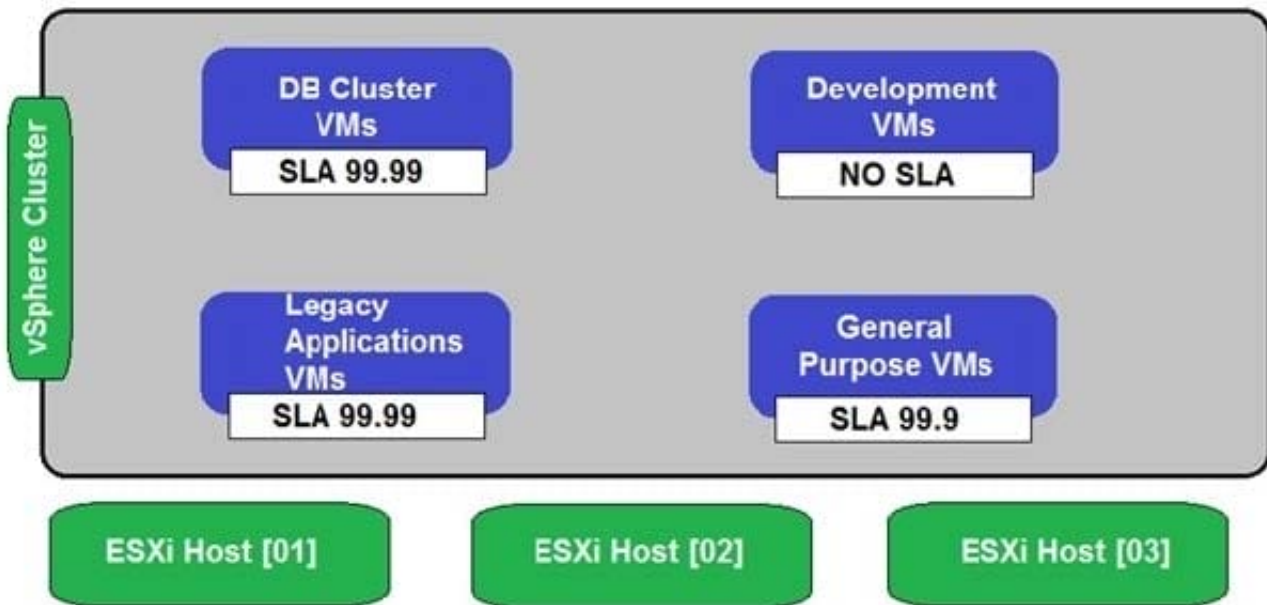 vSphere Cluster
DB Cluster
VMs
SLA 99.99
Development
VMs
NO SLA
Legacy
Applications
VMs
SLA 99.99
General
Purpose VMs
SLA 99.9
ESXi Host [01]
ESXi Host [02]
ESXi Host [03]